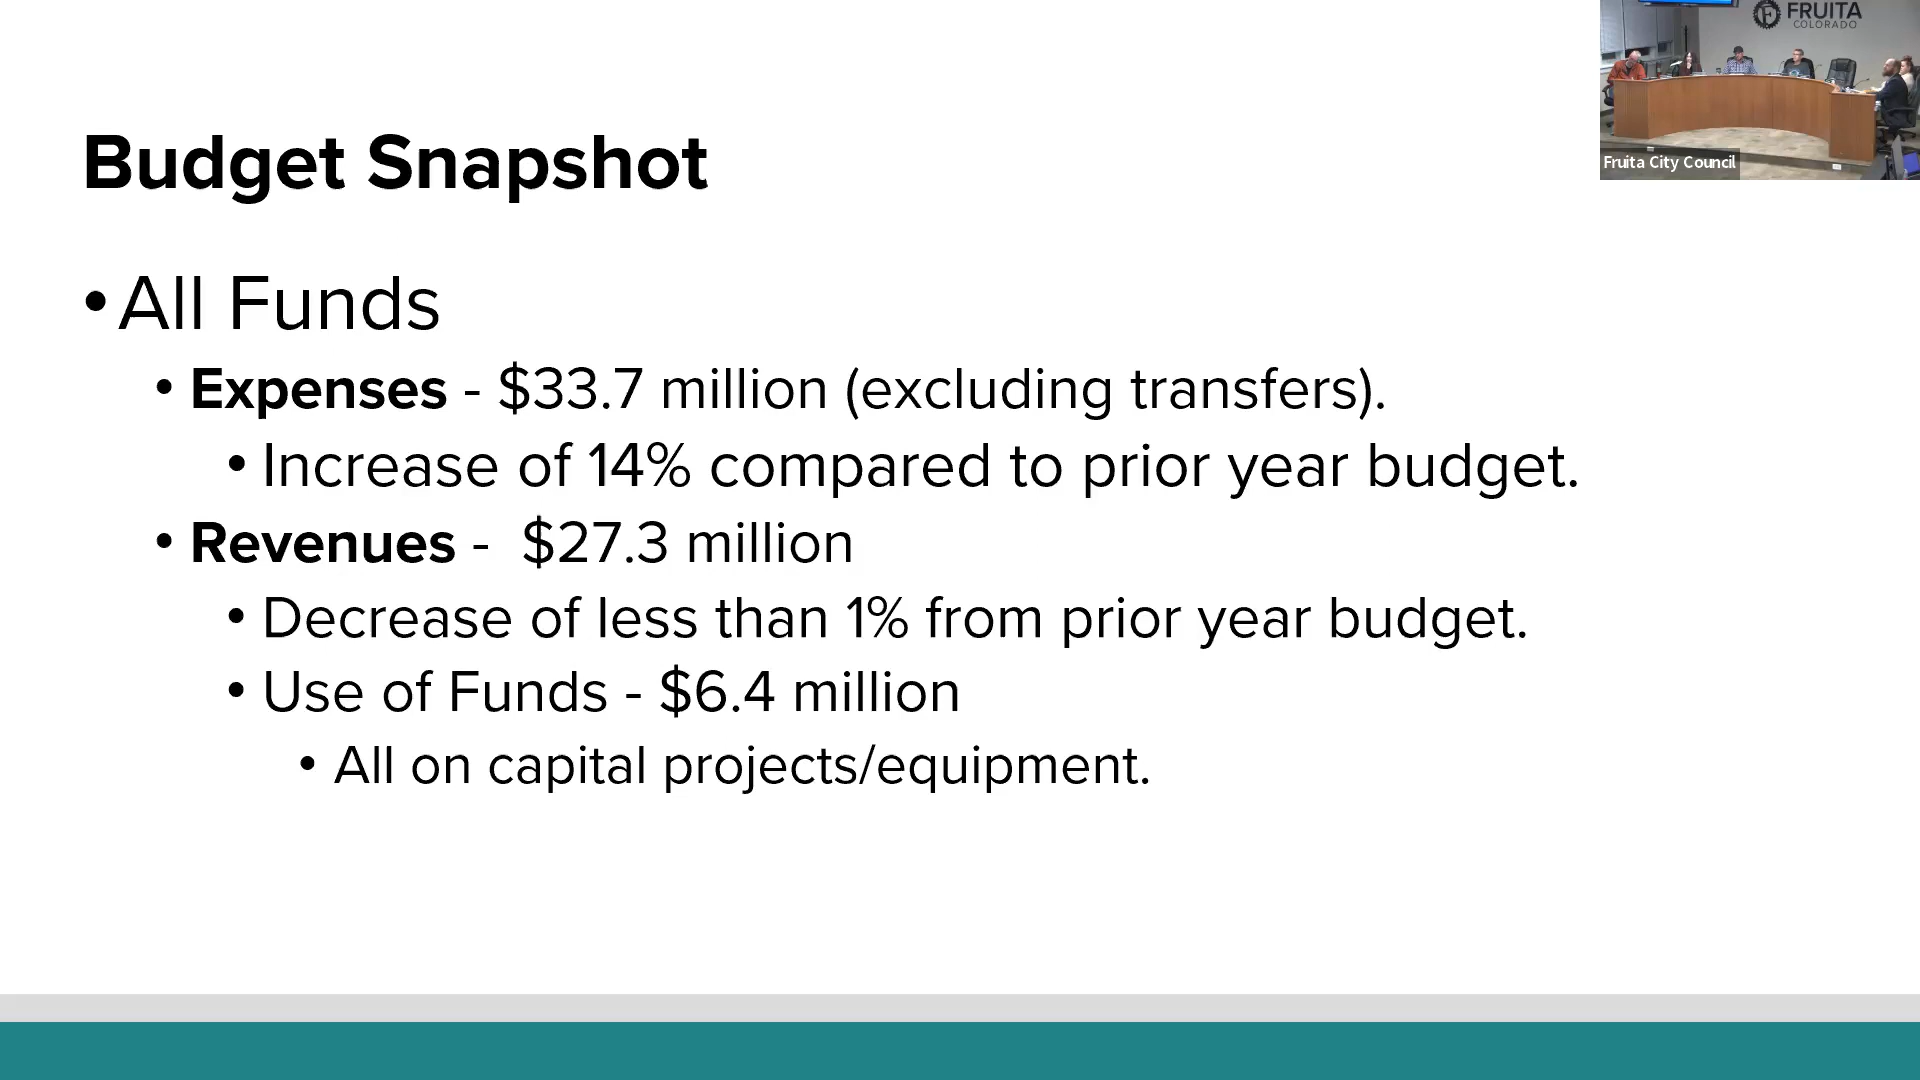 FRUITA
COLORADO
Fruita City Council
Budget Snapshot
•All Funds
• Expenses - $33.7 million (excluding transfers).
• Increase of 14% compared to prior year budget.
• Revenues -  $27.3 million
• Decrease of less than 1% from prior year budget.
• Use of Funds - $6.4 million
• All on capital projects/equipment.